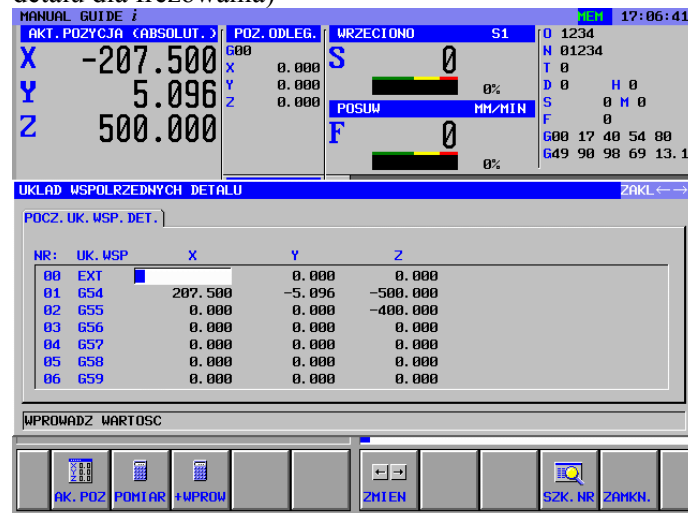 detalu dla frezowania)
MANUAL GUIDE i MEM 17:06:41
AKT.POZYCJA (ABSOLUT.) POZ.ODLEG. WRZECIONO S1 O 1234
X -207.500 G00 S 0 N 01234
X 0.000 T 0
Y 5.096 Y 0.000 0% D 0 H 0
Z 0.000 POSUW MM/MIN S 0 M 0
Z 500.000 F 0 F 0
G00 17 40 54 80
0% G49 90 98 69 13.1
UKLAD WSPOLRZEDNYCH DETALU ZAKL←→
POCZ.UK.WSP.DET.
NR: UK.WSP X Y Z
00 EXT 0.000 0.000
01 G54 207.500 -5.096 -500.000
02 G55 0.000 0.000 -400.000
03 G56 0.000 0.000 0.000
04 G57 0.000 0.000 0.000
05 G58 0.000 0.000 0.000
06 G59 0.000 0.000 0.000
WPROWADZ WARTOSC
AK.POZ POMIAR +WPROW ZMIEN SZK.NR ZAMKN.